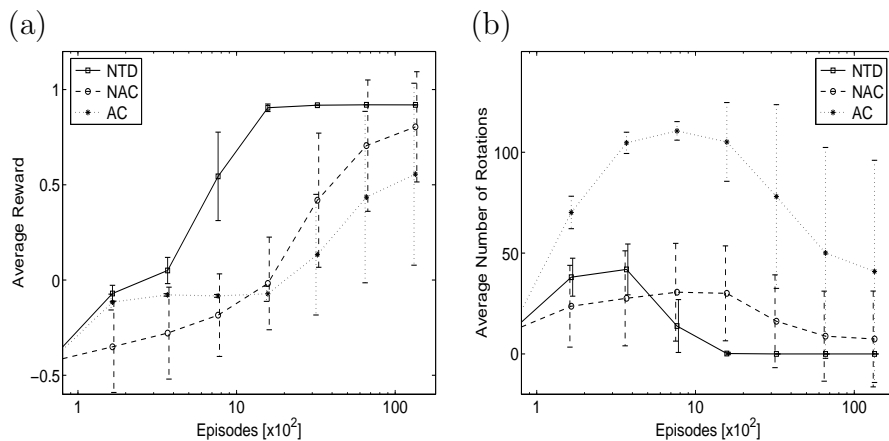 (a)
NTD
NAC
AC
1
0.5
0
−0.5
Average Reward
1
10
100
Episodes [x10²]
(b)
NTD
NAC
AC
100
50
0
Average Number of Rotations
1
10
100
Episodes [x10²]